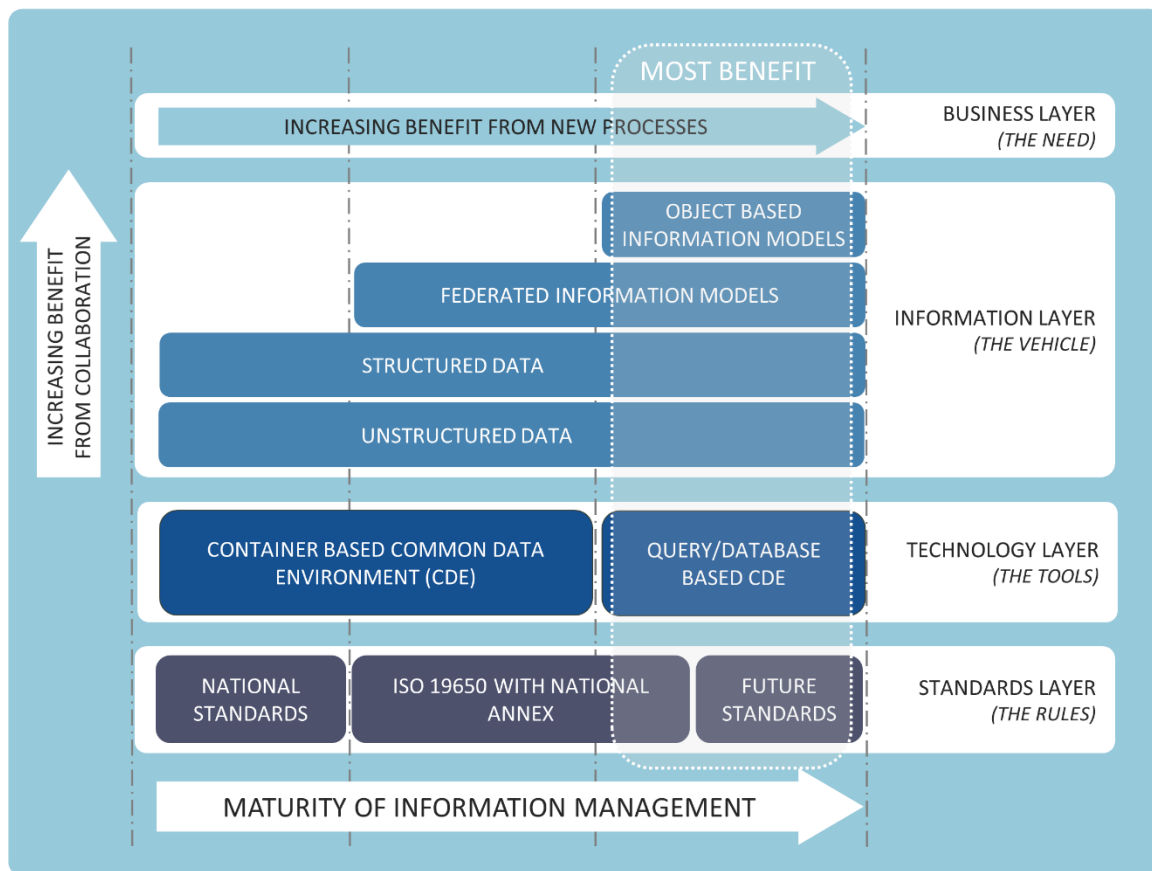 MOST BENEFIT
INCREASING BENEFIT FROM NEW PROCESSES
BUSINESS LAYER
(THE NEED)
INCREASING BENEFIT
FROM COLLABORATION
OBJECT BASED
INFORMATION MODELS
FEDERATED INFORMATION MODELS
STRUCTURED DATA
UNSTRUCTURED DATA
INFORMATION LAYER
(THE VEHICLE)
CONTAINER BASED COMMON DATA
ENVIRONMENT (CDE)
QUERY/DATABASE
BASED CDE
TECHNOLOGY LAYER
(THE TOOLS)
NATIONAL
STANDARDS
ISO 19650 WITH NATIONAL
ANNEX
FUTURE
STANDARDS
STANDARDS LAYER
(THE RULES)
MATURITY OF INFORMATION MANAGEMENT